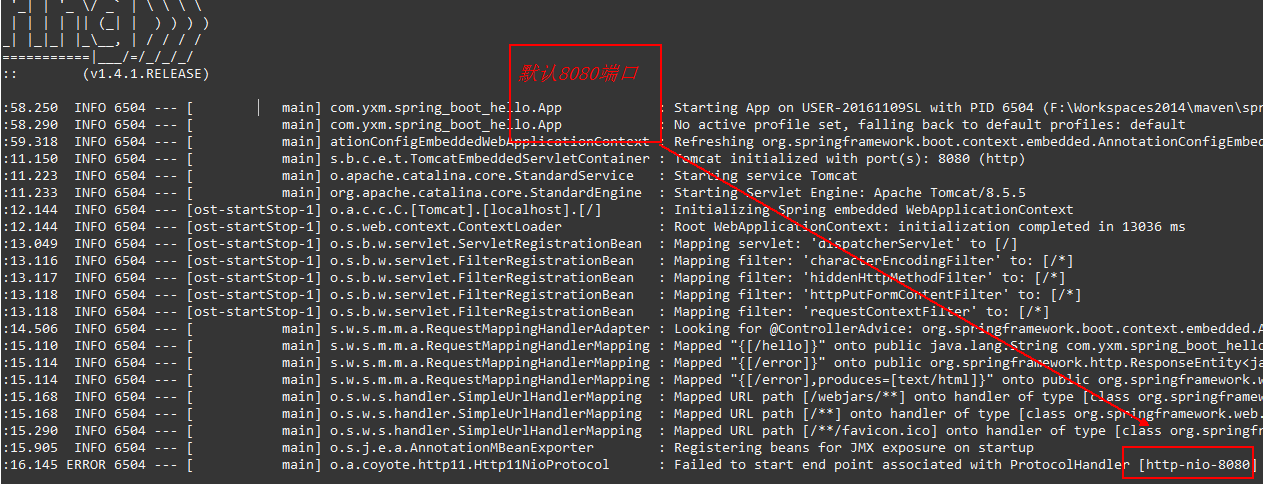 :: (v1.4.1.RELEASE)
默认8080端口
:58.250 INFO 6504 --- [ main] com.yxm.spring_boot_hello.App : Starting App on USER-20161109SL with PID 6504 (F:\Workspaces2014\maven\spr
:58.290 INFO 6504 --- [ main] com.yxm.spring_boot_hello.App : No active profile set, falling back to default profiles: default
:59.318 INFO 6504 --- [ main] ationConfigEmbeddedWebApplicationContext : Refreshing org.springframework.boot.context.embedded.AnnotationConfigEmbed
:11.150 INFO 6504 --- [ main] s.b.c.e.t.TomcatEmbeddedServletContainer : Tomcat initialized with port(s): 8080 (http)
:11.223 INFO 6504 --- [ main] o.apache.catalina.core.StandardService : Starting service Tomcat
:11.233 INFO 6504 --- [ main] org.apache.catalina.core.StandardEngine : Starting Servlet Engine: Apache Tomcat/8.5.5
:12.144 INFO 6504 --- [ost-startStop-1] o.a.c.c.C.[Tomcat].[localhost].[/] : Initializing Spring embedded WebApplicationContext
:12.144 INFO 6504 --- [ost-startStop-1] o.s.web.context.ContextLoader : Root WebApplicationContext: initialization completed in 13036 ms
:13.049 INFO 6504 --- [ost-startStop-1] o.s.b.w.servlet.ServletRegistrationBean : Mapping servlet: 'dispatcherServlet' to [/]
:13.116 INFO 6504 --- [ost-startStop-1] o.s.b.w.servlet.FilterRegistrationBean : Mapping filter: 'characterEncodingFilter' to: [/*]
:13.117 INFO 6504 --- [ost-startStop-1] o.s.b.w.servlet.FilterRegistrationBean : Mapping filter: 'hiddenHttpMethodFilter' to: [/*]
:13.118 INFO 6504 --- [ost-startStop-1] o.s.b.w.servlet.FilterRegistrationBean : Mapping filter: 'httpPutFormContentFilter' to: [/*]
:13.118 INFO 6504 --- [ost-startStop-1] o.s.b.w.servlet.FilterRegistrationBean : Mapping filter: 'requestContextFilter' to: [/*]
:14.506 INFO 6504 --- [ main] s.w.s.m.m.a.RequestMappingHandlerAdapter : Looking for @ControllerAdvice: org.springframework.boot.context.embedded.A
:15.110 INFO 6504 --- [ main] s.w.s.m.m.a.RequestMappingHandlerMapping : Mapped "{[/hello]}" onto public java.lang.String com.yxm.spring_boot_hello
:15.114 INFO 6504 --- [ main] s.w.s.m.m.a.RequestMappingHandlerMapping : Mapped "{[/error]}" onto public org.springframework.http.ResponseEntity<ja
:15.114 INFO 6504 --- [ main] s.w.s.m.m.a.RequestMappingHandlerMapping : Mapped "{[/error],produces=[text/html]}" onto public org.springframework.w
:15.168 INFO 6504 --- [ main] o.s.w.s.handler.SimpleUrlHandlerMapping : Mapped URL path [/webjars/**] onto handler of type [class org.springframew
:15.168 INFO 6504 --- [ main] o.s.w.s.handler.SimpleUrlHandlerMapping : Mapped URL path [/**] onto handler of type [class org.springframework.web.
:15.290 INFO 6504 --- [ main] o.s.w.s.handler.SimpleUrlHandlerMapping : Mapped URL path [/**/favicon.ico] onto handler of type [class org.springfr
:15.905 INFO 6504 --- [ main] o.s.j.e.a.AnnotationMBeanExporter : Registering beans for JMX exposure on startup
:16.145 ERROR 6504 --- [ main] o.a.coyote.http11.Http11NioProtocol : Failed to start end point associated with ProtocolHandler [http-nio-8080]